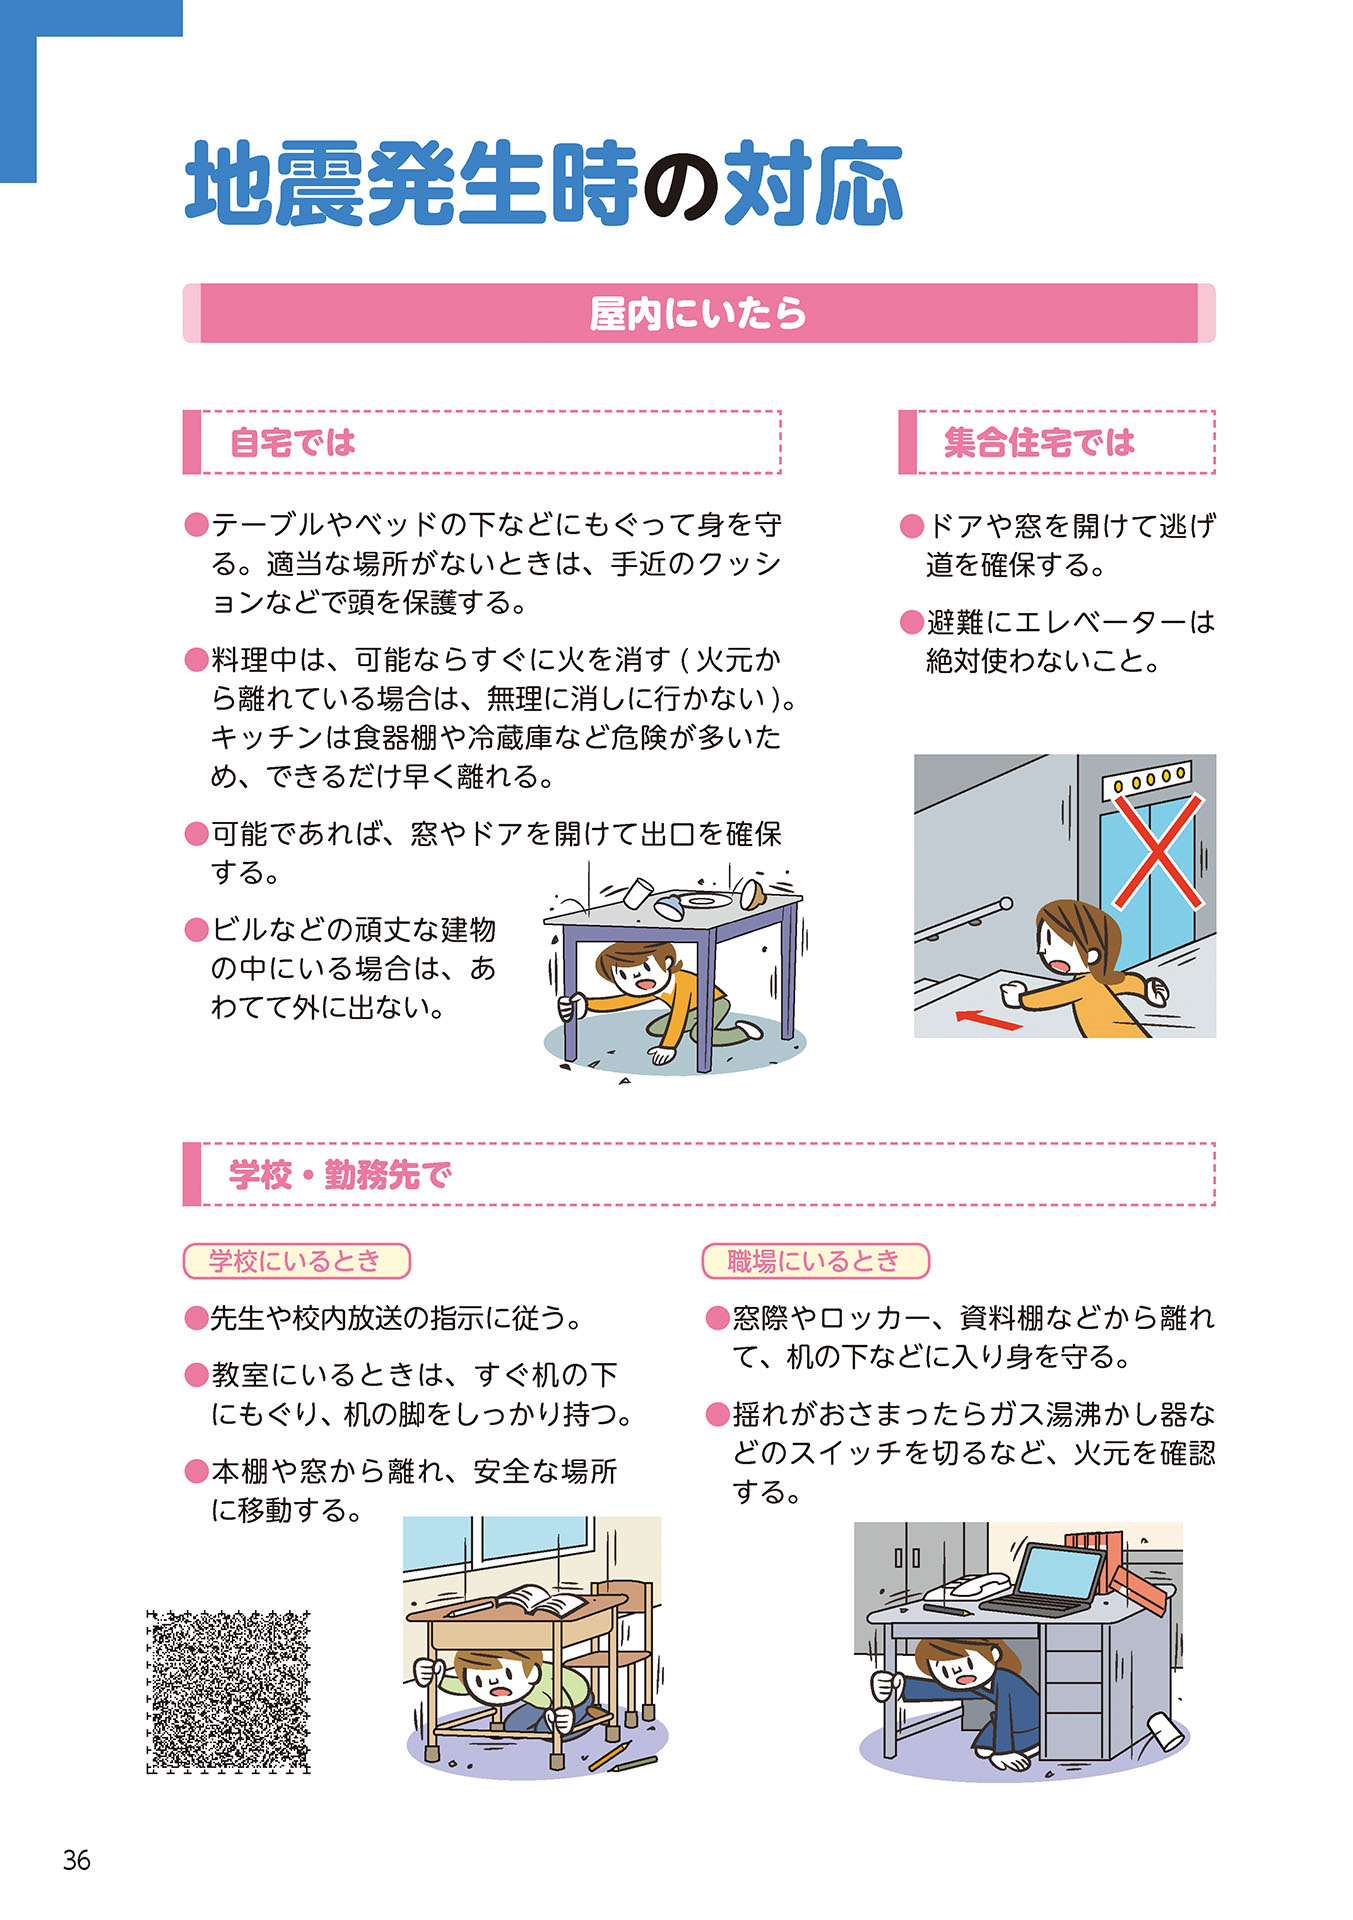 地震発生時の対応
屋内にいたら
自宅では
●テーブルやベッドの下などにもぐって身を守
る。適当な場所がないときは、手近のクッシ
ョンなどで頭を保護する。
●料理中は、可能ならすぐに火を消す(火元か
ら離れている場合は、無理に消しに行かない)。
キッチンは食器棚や冷蔵庫など危険が多いた
め、できるだけ早く離れる。
●可能であれば、窓やドアを開けて出口を確保
する。
●ビルなどの頑丈な建物
の中にいる場合は、あ
わてて外に出ない。
集合住宅では
●ドアや窓を開けて逃げ
道を確保する。
●避難にエレベーターは
絶対使わないこと。
学校・勤務先で
学校にいるとき
●先生や校内放送の指示に従う。
●教室にいるときは、すぐ机の下
にもぐり、机の脚をしっかり持つ。
●本棚や窓から離れ、安全な場所
に移動する。
職場にいるとき
●窓際やロッカー、資料棚などから離れ
て、机の下などに入り身を守る。
●揺れがおさまったらガス湯沸かし器な
どのスイッチを切るなど、火元を確認
する。
36